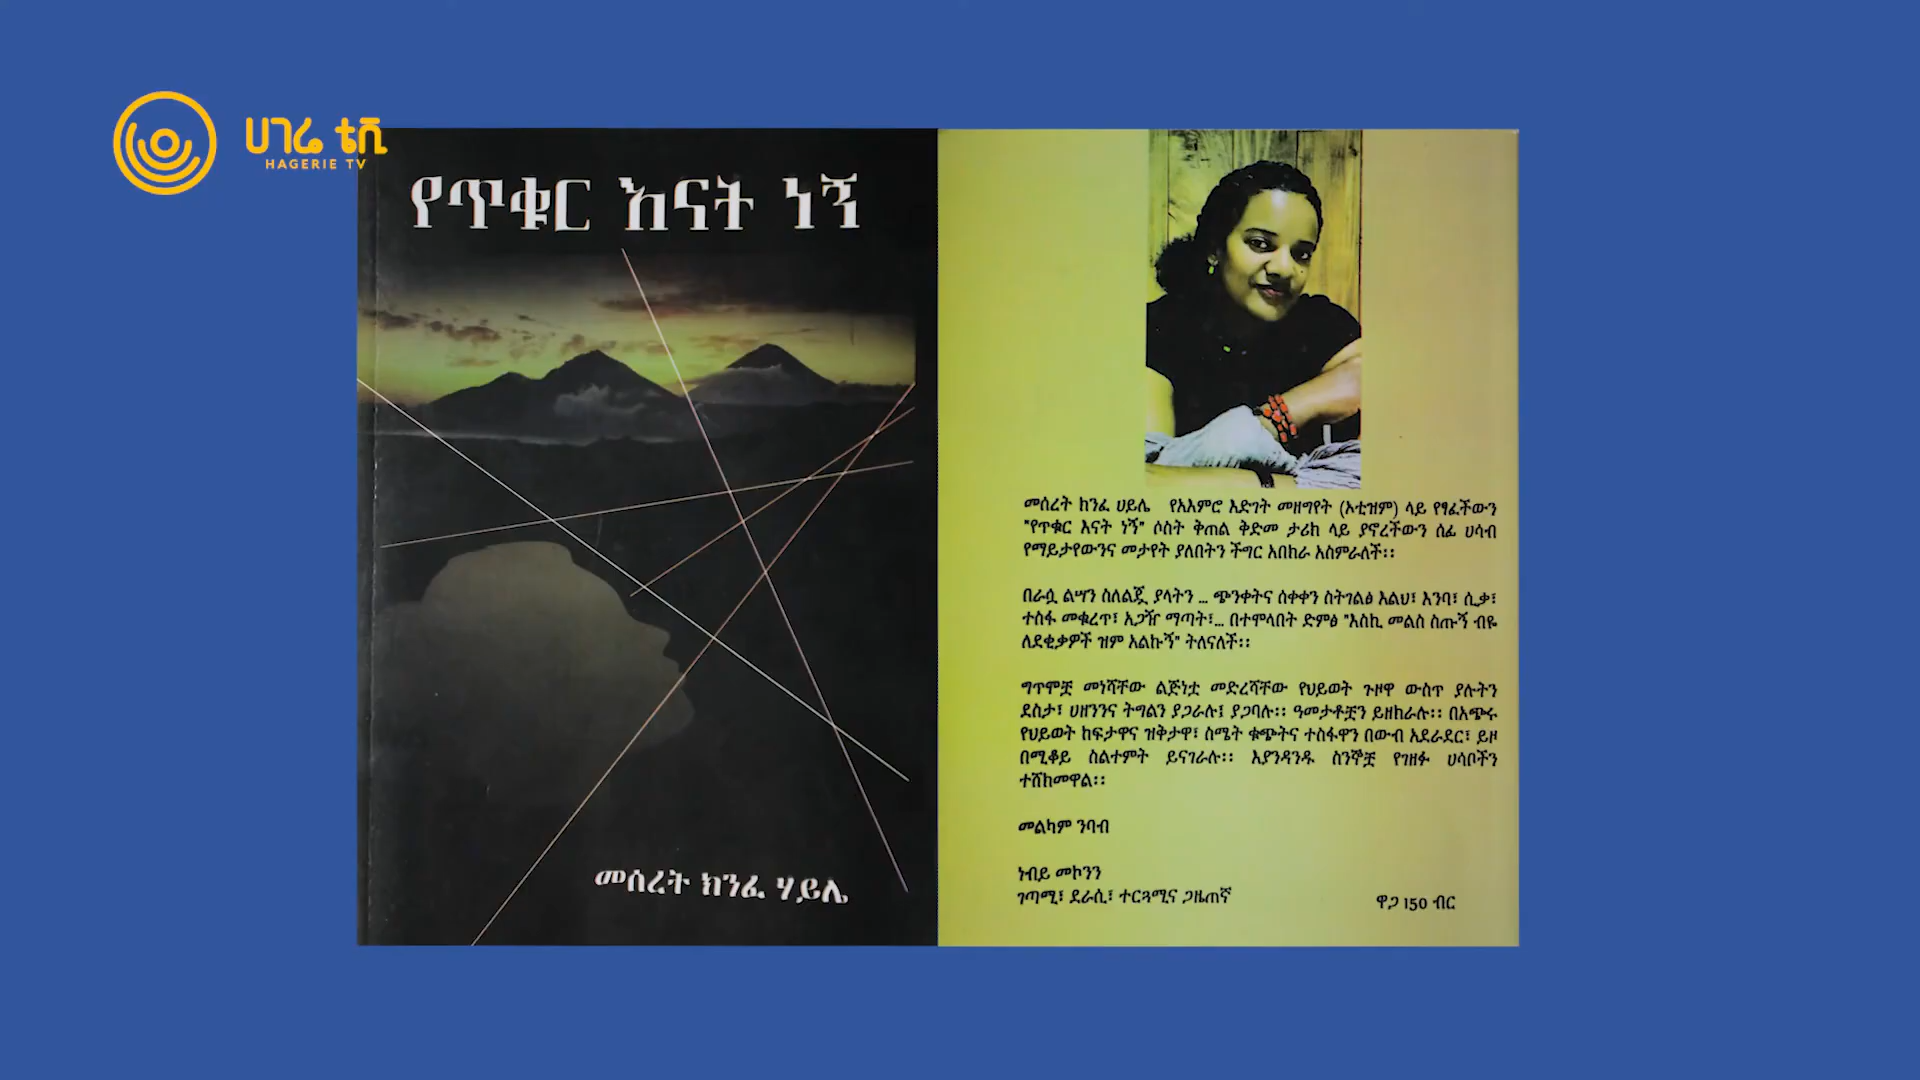 ሀገሬ ቲቪ
HAGERIE TV
የጥቁር እናት ነኝ
መሰረት ክንፈ ሃይሌ
መሰረት ክንፈ ሀይሌ የአእምሮ እድገት መዘግየት (ኦቲዝም) ላይ የፃፈችውን
"የጥቁር እናት ነኝ" ሶስት ቅጠል ቅድመ ታሪክ ላይ ያኖረችውን ሰፊ ሀሳብ
የማይታየውንና መታየት ያለበትን ችግር አበክራ አስምራለች፡፡
በራሷ ልሣን ስለልጇ ያላትን ... ጭንቀትና ሰቀቀን ስትገልፅ እልህ፣ እንባ፣ ሲቃ፣
ተስፋ መቁረጥ፣ ኢጋዥ ማጣት፣... በተሞላበት ድምፅ "እስኪ መልስ ስጡኝ ብዬ
ለደቂቃዎች ዝም አልኩኝ" ትለናለች፡፡
ግጥሞቿ መነሻቸው ልጅነቷ መድረሻቸው የህይወት ጉዞዋ ውስጥ ያሉትን
ደስታ፣ ሀዘንንና ትግልን ያጋራሉ፤ ያጋባሉ፡፡ ዓመታቶቿን ይዘክራሉ፡፡ በአጭሩ
የህይወት ከፍታዋና ዝቅታዋ፣ ስሜት ቁጭትና ተስፋዋን በውብ አደራደር፣ ይዞ
በሚቆይ ስልተምት ይናገራሉ፡፡ እያንዳንዱ ስንኞቿ የገዘፉ ሀሳቦችን
ተሸክመዋል፡፡
መልካም ንባብ
ነብይ መኮንን
ገጣሚ፣ ደራሲ፣ ተርጓሚና ጋዜጠኛ
ዋጋ 150 ብር